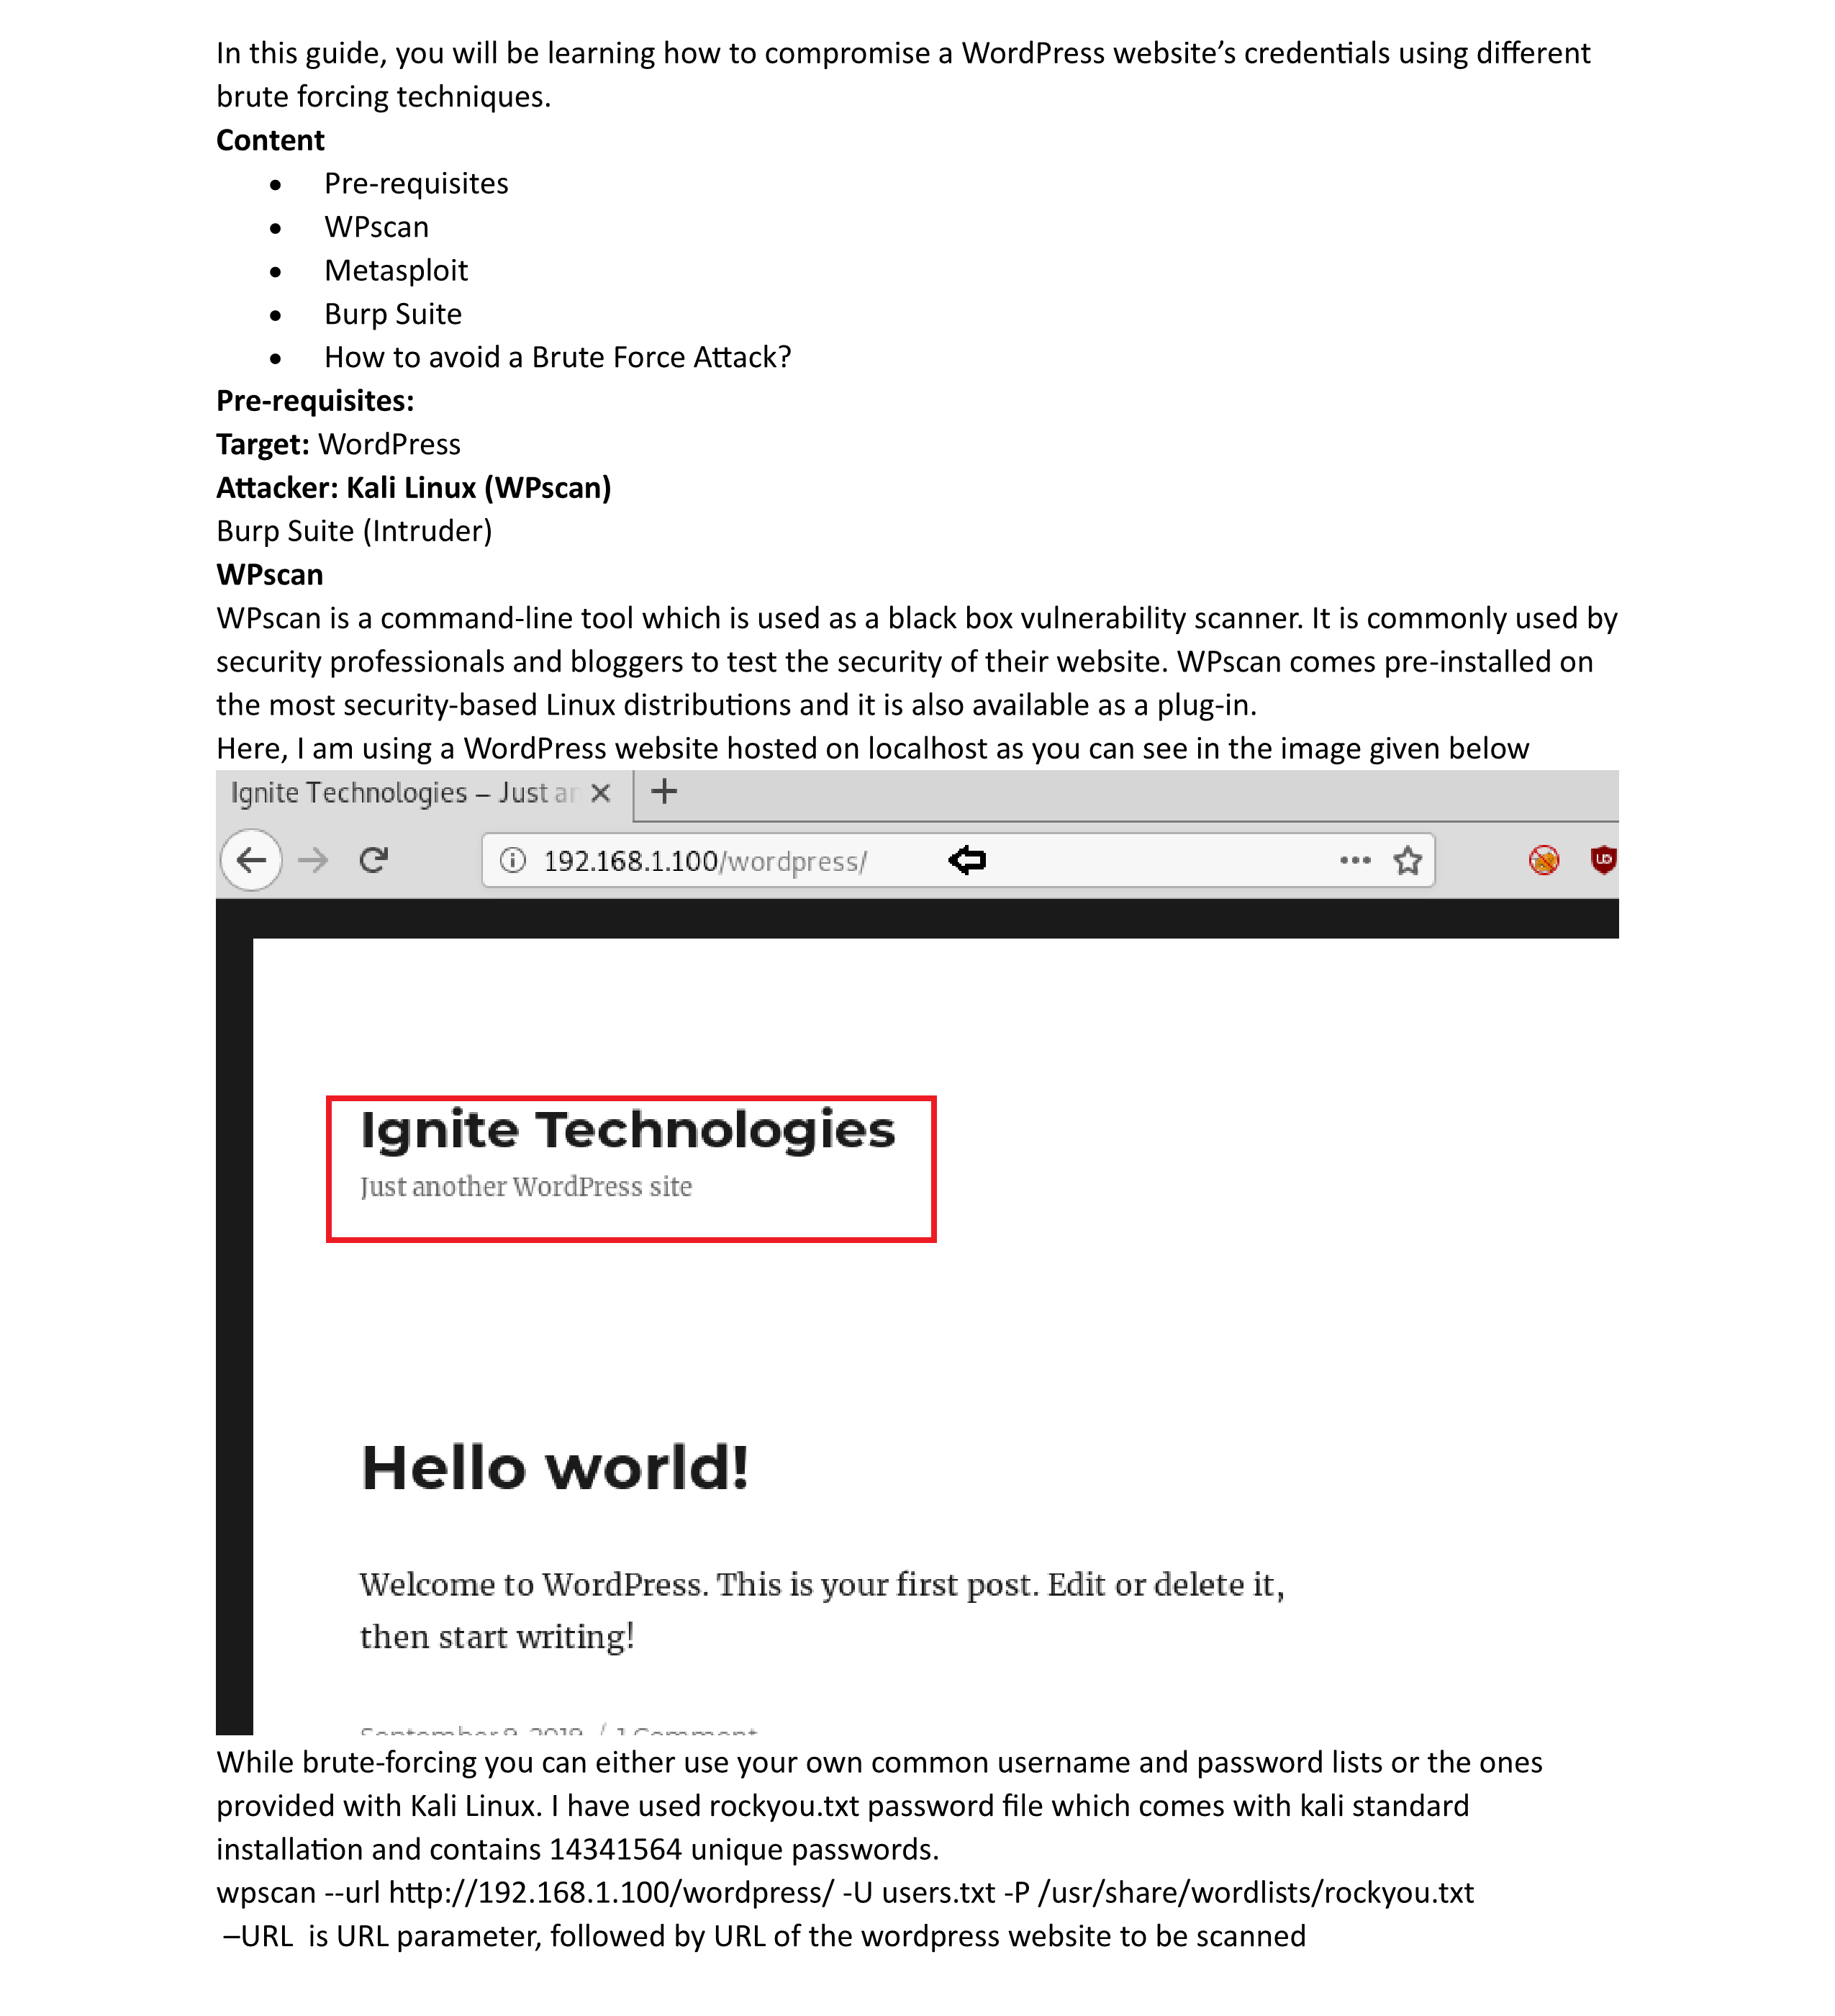 In this guide, you will be learning how to compromise a WordPress website’s credentials using different
brute forcing techniques.
Content
• Pre-requisites
• WPscan
• Metasploit
• Burp Suite
• How to avoid a Brute Force Attack?
Pre-requisites:
Target: WordPress
Attacker: Kali Linux (WPscan)
Burp Suite (Intruder)
WPscan
WPscan is a command-line tool which is used as a black box vulnerability scanner. It is commonly used by
security professionals and bloggers to test the security of their website. WPscan comes pre-installed on
the most security-based Linux distributions and it is also available as a plug-in.
Here, I am using a WordPress website hosted on localhost as you can see in the image given below
Ignite Technologies – Just an
192.168.1.100/wordpress/
Ignite Technologies
Just another WordPress site
Hello world!
Welcome to WordPress. This is your first post. Edit or delete it,
then start writing!
September 9, 2019 / 1 Comment
While brute-forcing you can either use your own common username and password lists or the ones
provided with Kali Linux. I have used rockyou.txt password file which comes with kali standard
installation and contains 14341564 unique passwords.
wpscan --url http://192.168.1.100/wordpress/ -U users.txt -P /usr/share/wordlists/rockyou.txt
–URL  is URL parameter, followed by URL of the wordpress website to be scanned